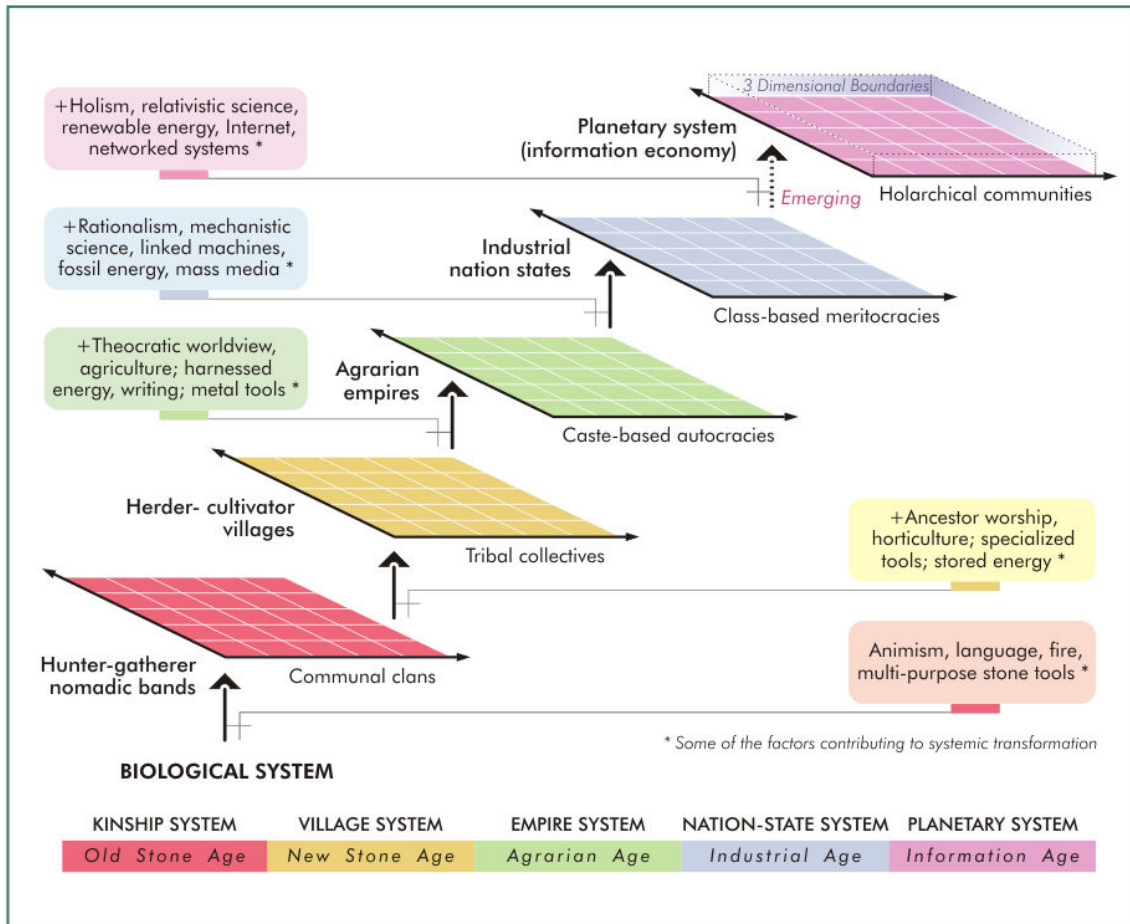 3 Dimensional Boundaries
+Holism, relativistic science,
renewable energy, Internet,
networked systems *
Planetary system
(information economy)
Emerging
Holarchical communities
+Rationalism, mechanistic
science, linked machines,
fossil energy, mass media *
Industrial
nation states
Class-based meritocracies
+Theocratic worldview,
agriculture; harnessed
energy, writing; metal tools *
Agrarian
empires
Caste-based autocracies
Herder- cultivator
villages
Tribal collectives
+Ancestor worship,
horticulture; specialized
tools; stored energy *
Hunter-gatherer
nomadic bands
Communal clans
Animism, language, fire,
multi-purpose stone tools *
* Some of the factors contributing to systemic transformation
BIOLOGICAL SYSTEM
KINSHIP SYSTEM
VILLAGE SYSTEM
EMPIRE SYSTEM
NATION-STATE SYSTEM
PLANETARY SYSTEM
Old Stone Age
New Stone Age
Agrarian Age
Industrial Age
Information Age